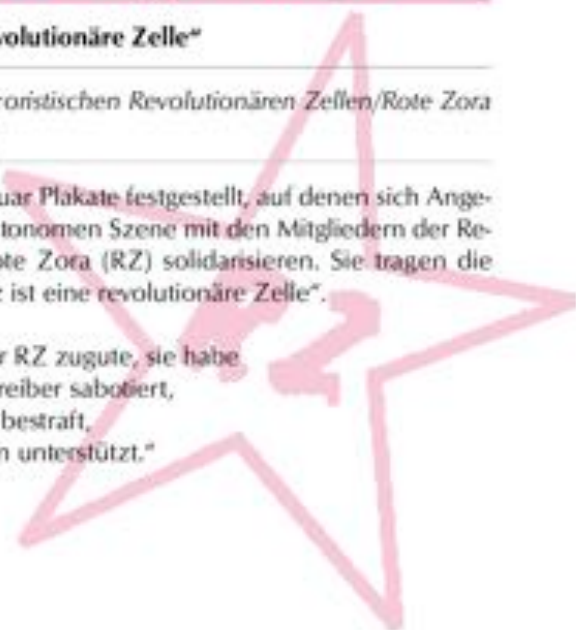 volutionäre Zelle“
roristischen Revolutionären Zellen/Rote Zora
uar Plakate festgestellt, auf denen sich Ange-
tonomen Szene mit den Mitgliedern der Re-
ote Zora (RZ) solidarisieren. Sie tragen die
z ist eine revolutionäre Zelle“.
r RZ zugute, sie habe
reiber sabotiert,
bestraft,
n unterstützt.“